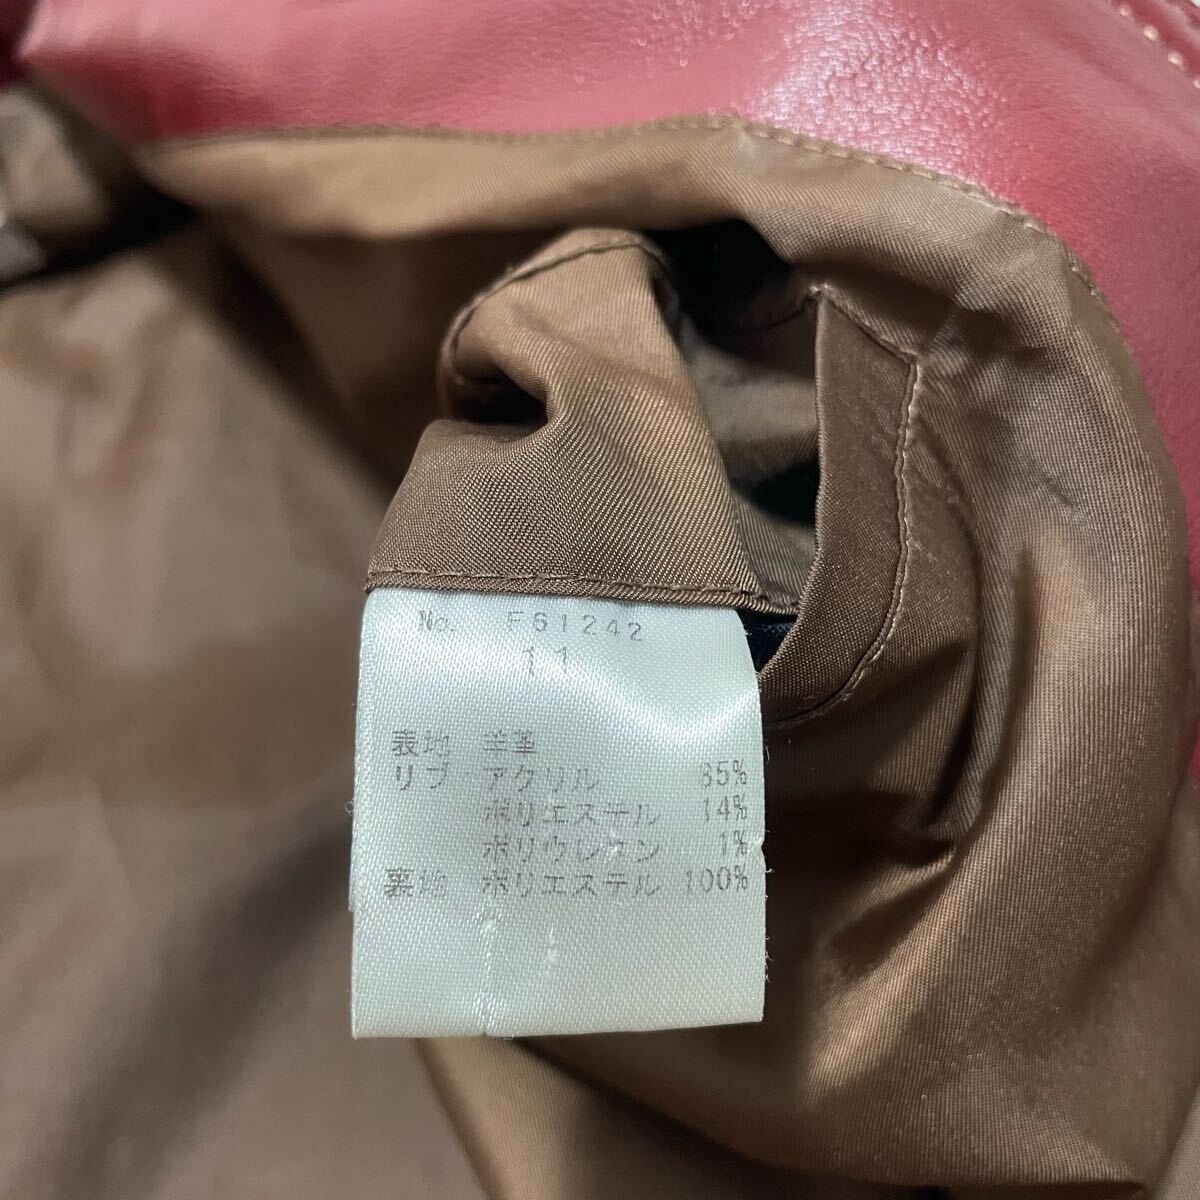 No. F61242
11
表地 羊革
リブ アクリル 85%
ポリエステル 14%
ポリウレタン 1%
裏地 ポリエステル 100%